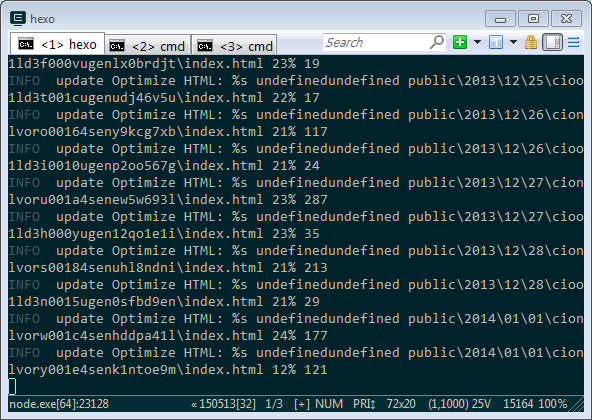 hexo
<1> hexo
<2> cmd
<3> cmd
Search
1ld3f000vugenlx0brdjt\index.html 23% 19
INFO  update Optimize HTML: %s undefinedundefined public\2013\12\25\cioo
1ld3t001cugenudj46v5u\index.html 22% 17
INFO  update Optimize HTML: %s undefinedundefined public\2013\12\26\cion
lvoro00164seny9kcg7xb\index.html 21% 117
INFO  update Optimize HTML: %s undefinedundefined public\2013\12\26\cioo
1ld3i0010ugenp2oo567g\index.html 21% 24
INFO  update Optimize HTML: %s undefinedundefined public\2013\12\27\cion
lvoru001a4senew5w693l\index.html 23% 287
INFO  update Optimize HTML: %s undefinedundefined public\2013\12\27\cioo
1ld3h000yugen12qo1e1i\index.html 23% 35
INFO  update Optimize HTML: %s undefinedundefined public\2013\12\28\cion
lvors00184senuhl8ndni\index.html 21% 213
INFO  update Optimize HTML: %s undefinedundefined public\2013\12\28\cioo
1ld3n0015ugen0sfbd9en\index.html 21% 29
INFO  update Optimize HTML: %s undefinedundefined public\2014\01\01\cion
lvorw001c4senhddpa41l\index.html 24% 177
INFO  update Optimize HTML: %s undefinedundefined public\2014\01\01\cion
lvory001e4senk1ntoe9m\index.html 12% 121
node.exe[64]:23128
« 150513[32]  1/3  [+] NUM  PRI↕  72x20  (1,1000) 25V  15164 100%